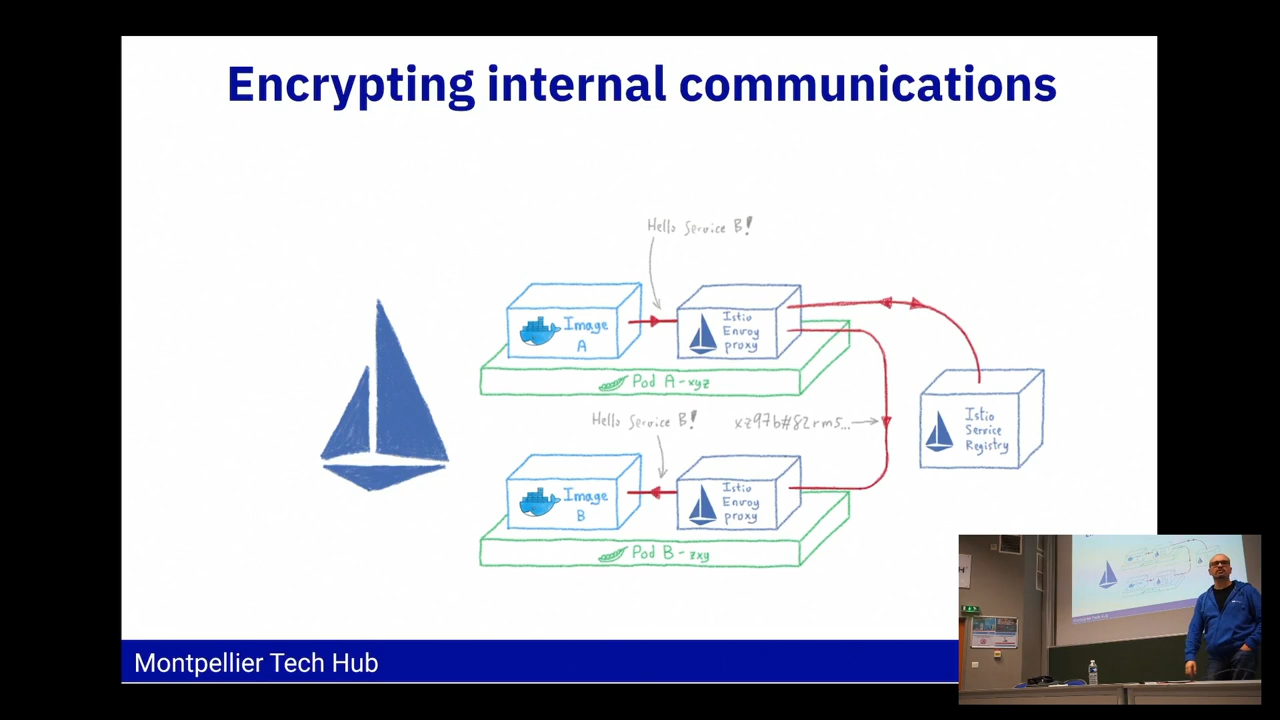 Encrypting internal communications
Hello Service B!
Image
A
Istio
Envoy
proxy
Pod A-xyz
Hello Service B!
xz97b#82rm5...
Istio
Service
Registry
Image
B
Istio
Envoy
proxy
Pod B-zxy
Montpellier Tech Hub